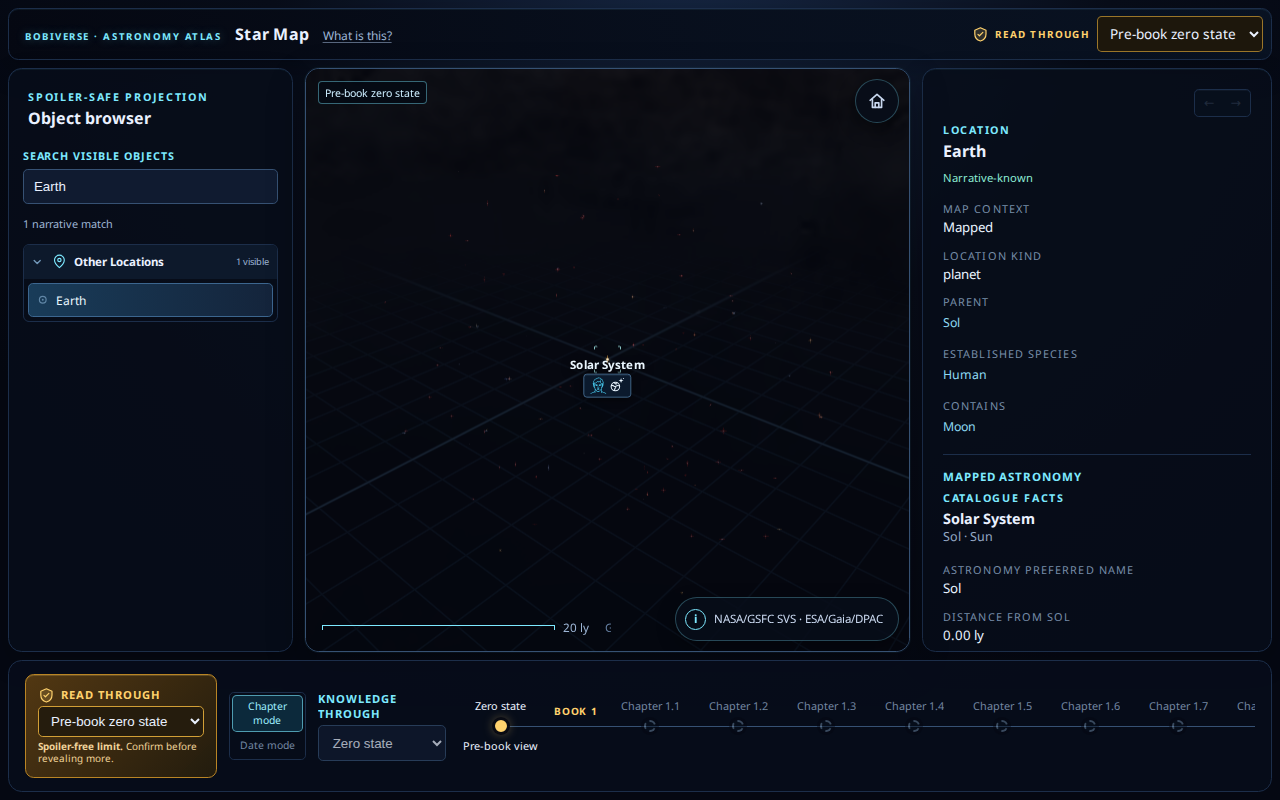 BOBIVERSE · ASTRONOMY ATLAS Star Map What is this? READ THROUGH Pre-book zero state
SPOILER-SAFE PROJECTION
Object browser
SEARCH VISIBLE OBJECTS
Earth
1 narrative match
Other Locations 1 visible
Earth
Pre-book zero state
Solar System
20 ly
NASA/GSFC SVS · ESA/Gaia/DPAC
← →
LOCATION
Earth
Narrative-known
MAP CONTEXT
Mapped
LOCATION KIND
planet
PARENT
Sol
ESTABLISHED SPECIES
Human
CONTAINS
Moon
MAPPED ASTRONOMY
CATALOGUE FACTS
Solar System
Sol · Sun
ASTRONOMY PREFERRED NAME
Sol
DISTANCE FROM SOL
0.00 ly
READ THROUGH
Pre-book zero state
Spoiler-free limit. Confirm before
revealing more.
Chapter
mode
Date mode
KNOWLEDGE
THROUGH
Zero state
Zero state
Pre-book view
BOOK 1
Chapter 1.1 Chapter 1.2 Chapter 1.3 Chapter 1.4 Chapter 1.5 Chapter 1.6 Chapter 1.7